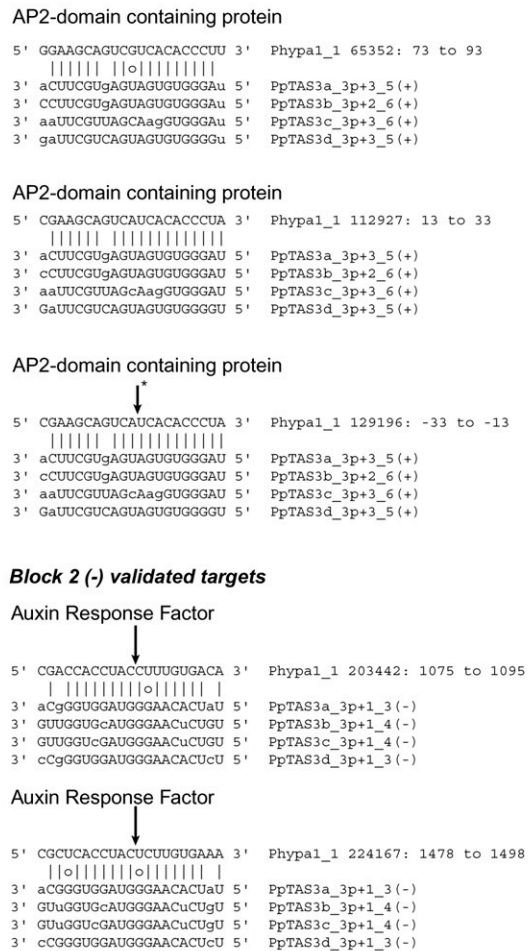 AP2-domain containing protein
5' GGAAGCAGUCGUCACACCCUU 3' Phypa1_1 65352: 73 to 93
|||||| ||o|||||||||
3' aCUUCGUgAGUAGUGUGGGAu 5' PpTAS3a_3p+3_5(+)
3' CCUUCGUgAGUAGUGUGGGAu 5' PpTAS3b_3p+2_6(+)
3' aaUUCGUUAGCAagGUGGGAu 5' PpTAS3c_3p+3_6(+)
3' gaUUCGUCAGUAGUGUGGGGu 5' PpTAS3d_3p+3_5(+)
AP2-domain containing protein
5' CGAAGCAGUCAUCACACCCUA 3' Phypa1_1 112927: 13 to 33
|||||| |||||||||||||
3' aCUUCGUgAGUAGUGUGGGAU 5' PpTAS3a_3p+3_5(+)
3' cCUUCGUgAGUAGUGUGGGAU 5' PpTAS3b_3p+2_6(+)
3' aaUUCGUUAGcAagGUGGGAU 5' PpTAS3c_3p+3_6(+)
3' GaUUCGUCAGUAGUGUGGGGU 5' PpTAS3d_3p+3_5(+)
AP2-domain containing protein
*
5' CGAAGCAGUCAUCACACCCUA 3' Phypa1_1 129196: -33 to -13
|||||| |||||||||||||
3' aCUUCGUgAGUAGUGUGGGAU 5' PpTAS3a_3p+3_5(+)
3' cCUUCGUgAGUAGUGUGGGAU 5' PpTAS3b_3p+2_6(+)
3' aaUUCGUUAGcAagGUGGGAU 5' PpTAS3c_3p+3_6(+)
3' GaUUCGUCAGUAGUGUGGGGU 5' PpTAS3d_3p+3_5(+)
Block 2 (-) validated targets
Auxin Response Factor
5' CGACCACCUACCUUUGUGACA 3' Phypa1_1 203442: 1075 to 1095
| |||||||||o|||||| |
3' aCgGGUGGAUGGGAACACUaU 5' PpTAS3a_3p+1_3(-)
3' GUUGGUGcAUGGGAACuCUGU 5' PpTAS3b_3p+1_4(-)
3' GUUGGUcGAUGGGAACuCUGU 5' PpTAS3c_3p+1_4(-)
3' cCgGGUGGAUGGGAACACUcU 5' PpTAS3d_3p+1_3(-)
Auxin Response Factor
5' CGCUCACCUACUCUUGUGAAA 3' Phypa1_1 224167: 1478 to 1498
||o|||||||o||||||| |
3' aCGGGUGGAUGGGAACACUaU 5' PpTAS3a_3p+1_3(-)
3' GUuGGUGcAUGGGAACuCUgU 5' PpTAS3b_3p+1_4(-)
3' GUuGGUcGAUGGGAACuCUgU 5' PpTAS3c_3p+1_4(-)
3' cCGGGUGGAUGGGAACACUcU 5' PpTAS3d_3p+1_3(-)